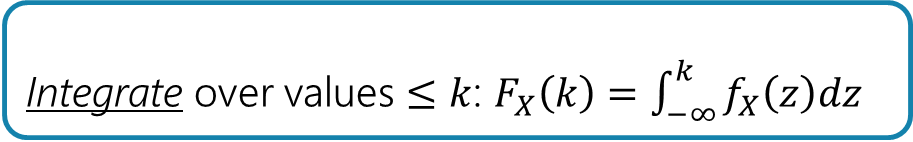 Integrate over values ≤ k: F_X(k) = ∫_{−∞}^{k} f_X(z)dz